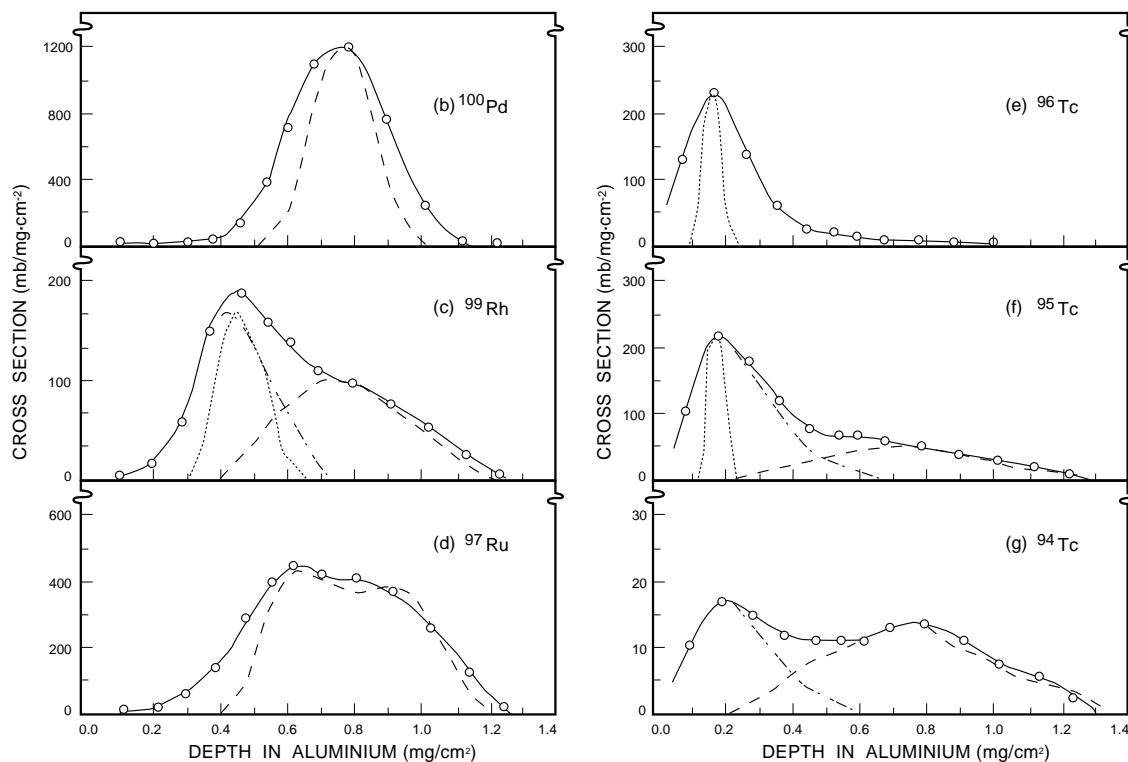 CROSS SECTION (mb/mg·cm⁻²)
1200
800
400
0
(b) ¹⁰⁰Pd
200
100
0
(c) ⁹⁹Rh
600
400
200
0
(d) ⁹⁷Ru
0.0 0.2 0.4 0.6 0.8 1.0 1.2 1.4
DEPTH IN ALUMINIUM (mg/cm²)
CROSS SECTION (mb/mg·cm⁻²)
300
200
100
0
(e) ⁹⁶Tc
300
200
100
0
(f) ⁹⁵Tc
30
20
10
0
(g) ⁹⁴Tc
0.0 0.2 0.4 0.6 0.8 1.0 1.2 1.4
DEPTH IN ALUMINIUM (mg/cm²)